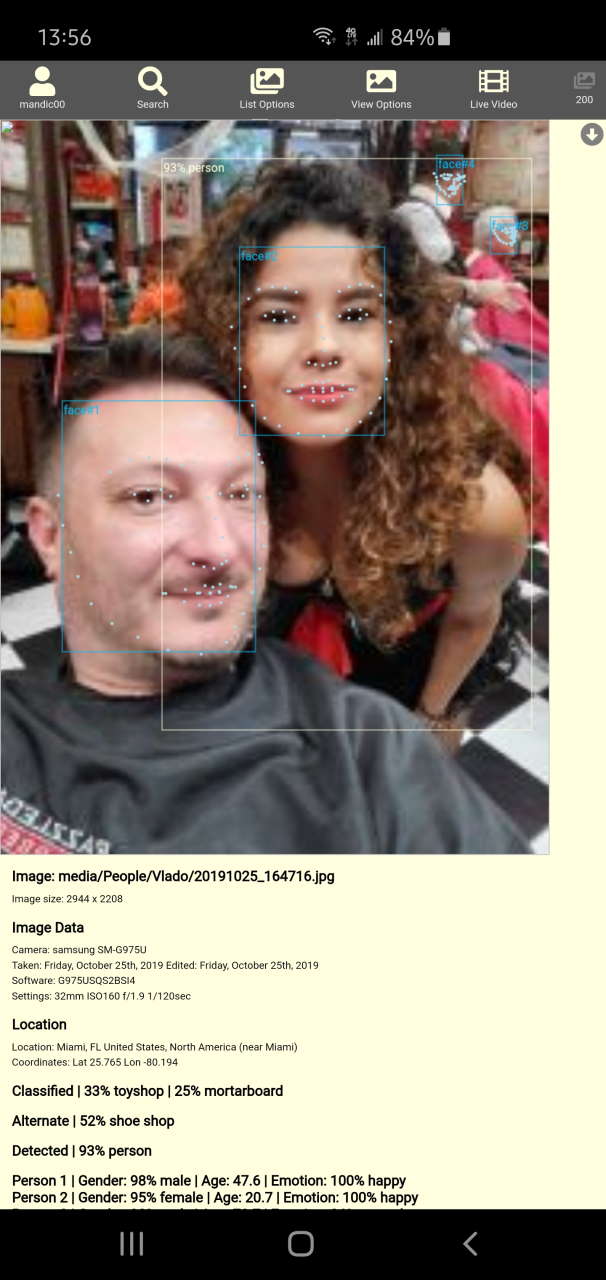 13:56
4G
84%
mandic00
Search
List Options
View Options
Live Video
200
93% person
face#4
face#3
face#2
face#1
Image: media/People/Vlado/20191025_164716.jpg
Image size: 2944 x 2208
Image Data
Camera: samsung SM-G975U
Taken: Friday, October 25th, 2019 Edited: Friday, October 25th, 2019
Software: G975USQS2BSI4
Settings: 32mm ISO160 f/1.9 1/120sec
Location
Location: Miami, FL United States, North America (near Miami)
Coordinates: Lat 25.765 Lon -80.194
Classified | 33% toyshop | 25% mortarboard
Alternate | 52% shoe shop
Detected | 93% person
Person 1 | Gender: 98% male | Age: 47.6 | Emotion: 100% happy
Person 2 | Gender: 95% female | Age: 20.7 | Emotion: 100% happy